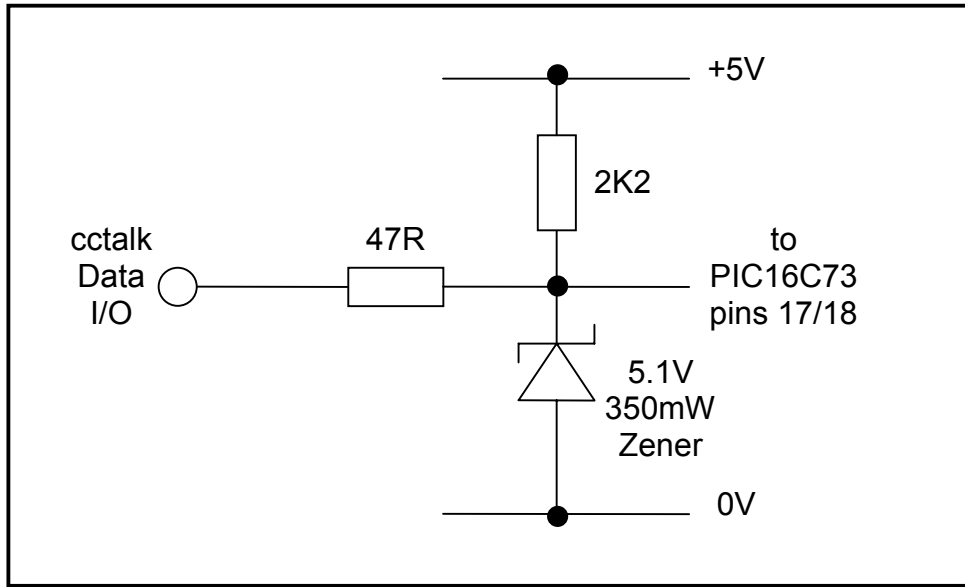 +5V
2K2
cctalk
Data
I/O
47R
to
PIC16C73
pins 17/18
5.1V
350mW
Zener
0V